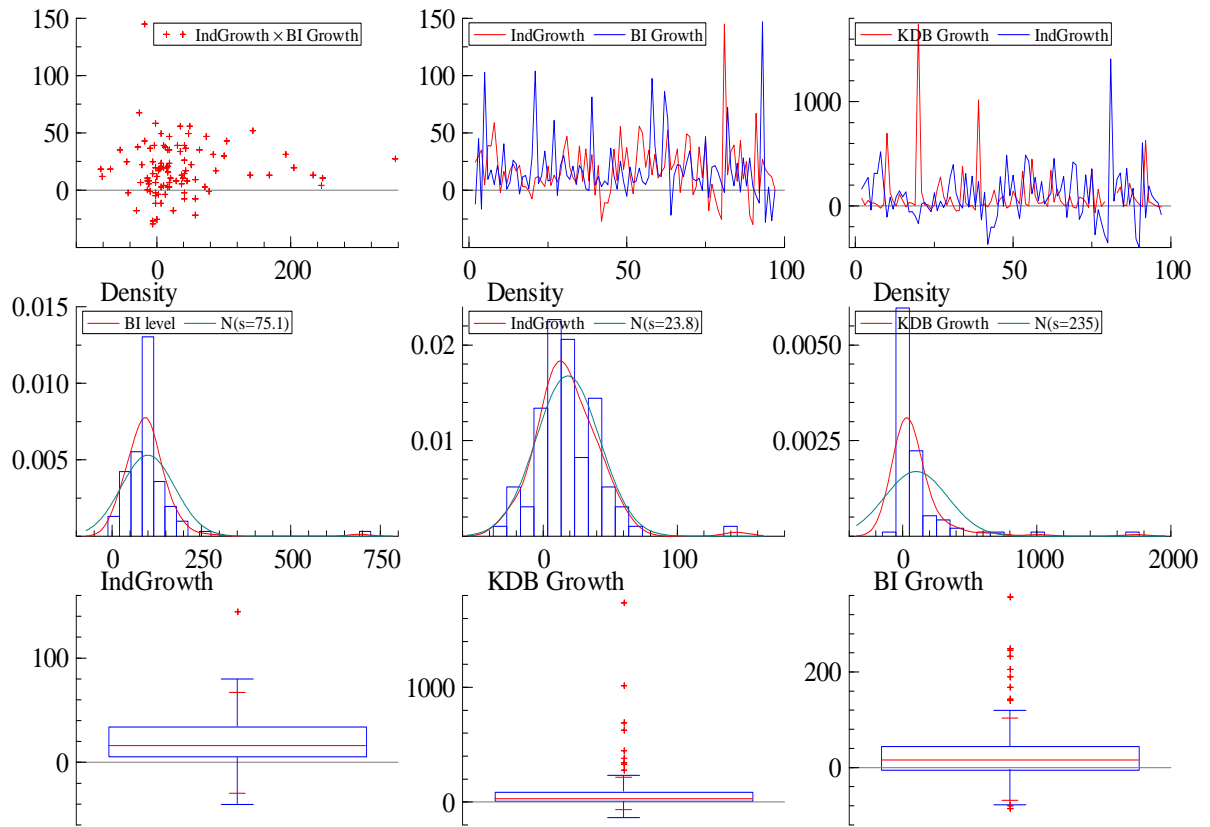 150
100
50
0
0 200
IndGrowth × BI Growth
150
100
50
0
0 50 100
IndGrowth BI Growth
1000
0
0 50 100
KDB Growth IndGrowth
Density
0.015
0.010
0.005
0 250 500 750
BI level N(s=75.1)
Density
0.02
0.01
0 100
IndGrowth N(s=23.8)
Density
0.0050
0.0025
0 1000 2000
KDB Growth N(s=235)
IndGrowth
100
0
KDB Growth
1000
0
BI Growth
200
0